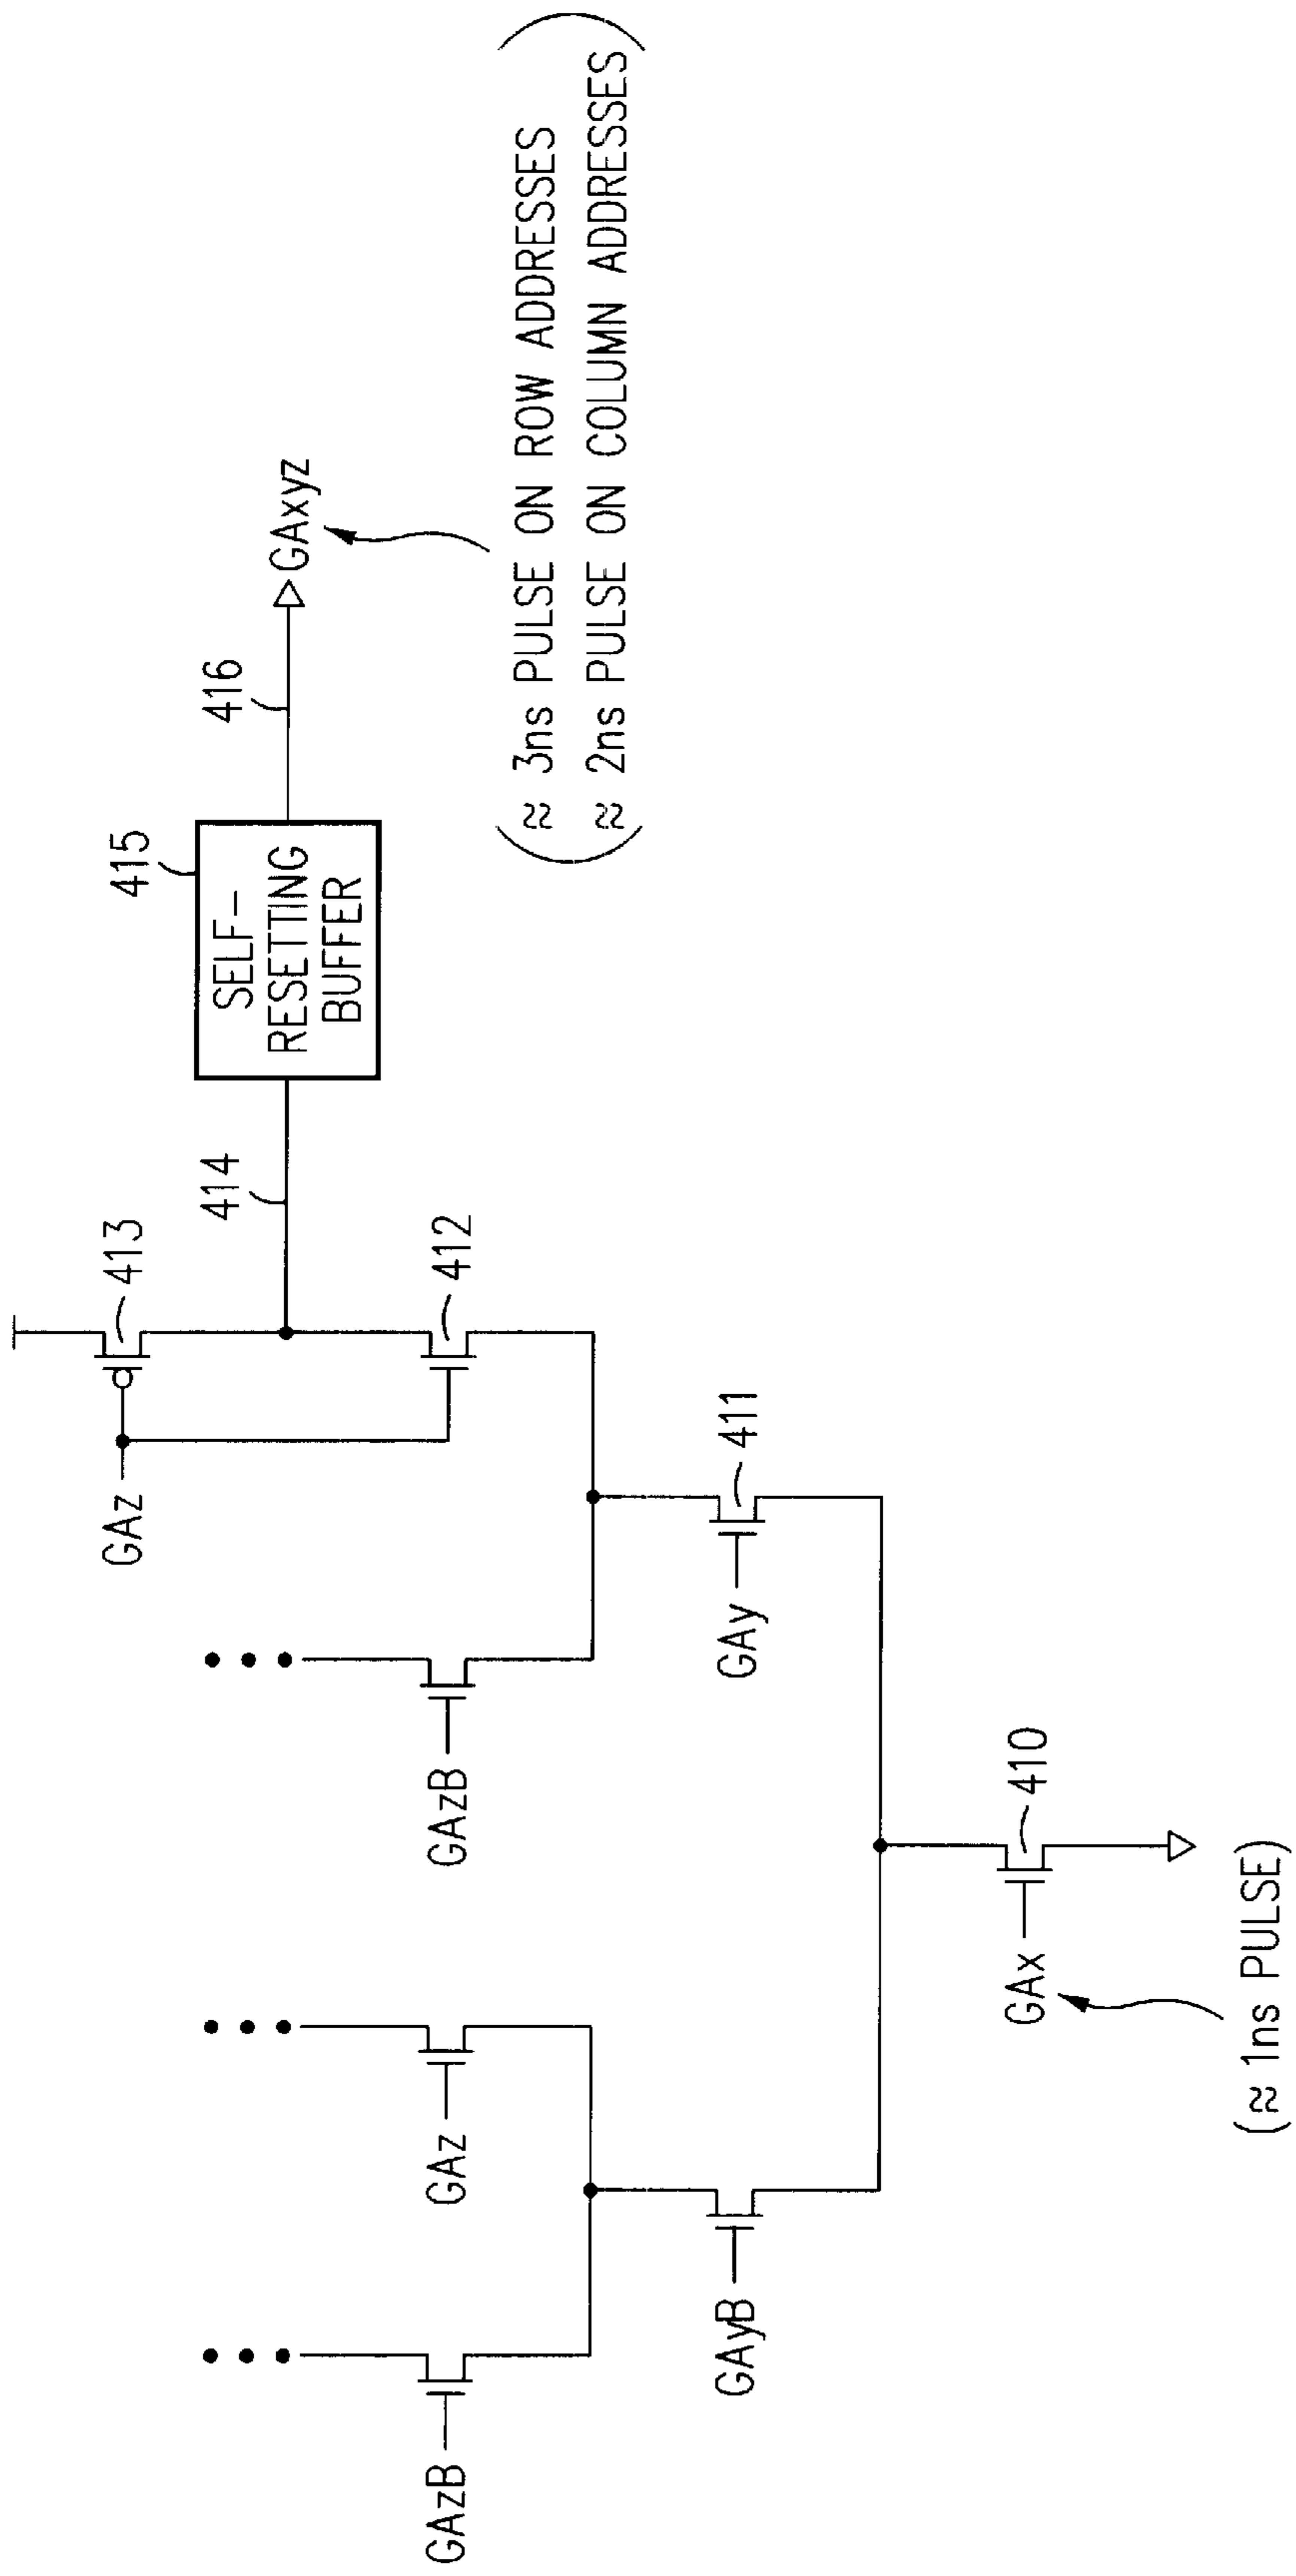 GAz
413
414
412
415
SELF-
RESETTING
BUFFER
416
GAxyz
≈ 3ns PULSE ON ROW ADDRESSES
≈ 2ns PULSE ON COLUMN ADDRESSES
GAzB
GAz
GAzB
GAyB
GAy
411
GAx
410
(≈ 1ns PULSE)